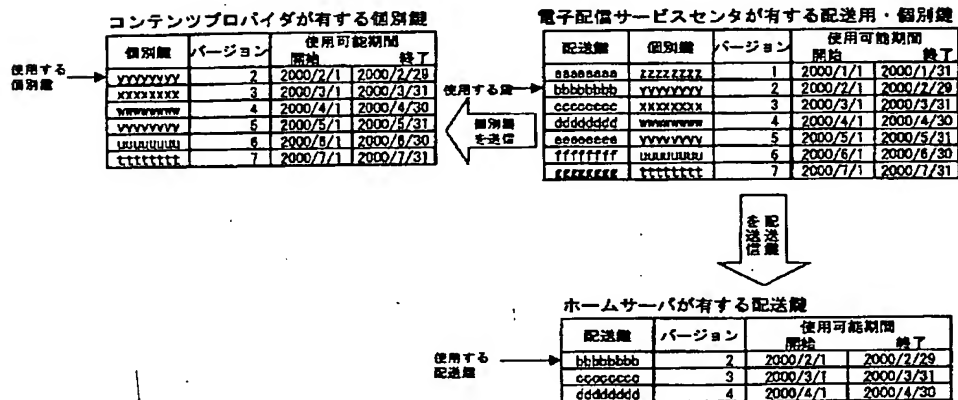 コンテンツプロバイダが有する個別鍵
個別鍵 バージョン 使用可能期間
開始 終了
使用する
個別鍵
yyyyyyyy 2 2000/2/1 2000/2/29
xxxxxxxx 3 2000/3/1 2000/3/31
wwwwwwww 4 2000/4/1 2000/4/30
vvvvvvvv 5 2000/5/1 2000/5/31
uuuuuuuu 6 2000/6/1 2000/6/30
tttttttt 7 2000/7/1 2000/7/31
電子配信サービスセンタが有する配送用・個別鍵
配送鍵 個別鍵 バージョン 使用可能期間
開始 終了
使用する鍵
aaaaaaaa zzzzzzzz 1 2000/1/1 2000/1/31
bbbbbbbb yyyyyyyy 2 2000/2/1 2000/2/29
cccccccc xxxxxxxx 3 2000/3/1 2000/3/31
dddddddd wwwwwwww 4 2000/4/1 2000/4/30
eeeeeeee vvvvvvvv 5 2000/5/1 2000/5/31
ffffffff uuuuuuuu 6 2000/6/1 2000/6/30
gggggggg tttttttt 7 2000/7/1 2000/7/31
個別鍵
を送信
配送鍵
を送信
ホームサーバが有する配送鍵
配送鍵 バージョン 使用可能期間
開始 終了
使用する
配送鍵
bbbbbbbb 2 2000/2/1 2000/2/29
cccccccc 3 2000/3/1 2000/3/31
dddddddd 4 2000/4/1 2000/4/30